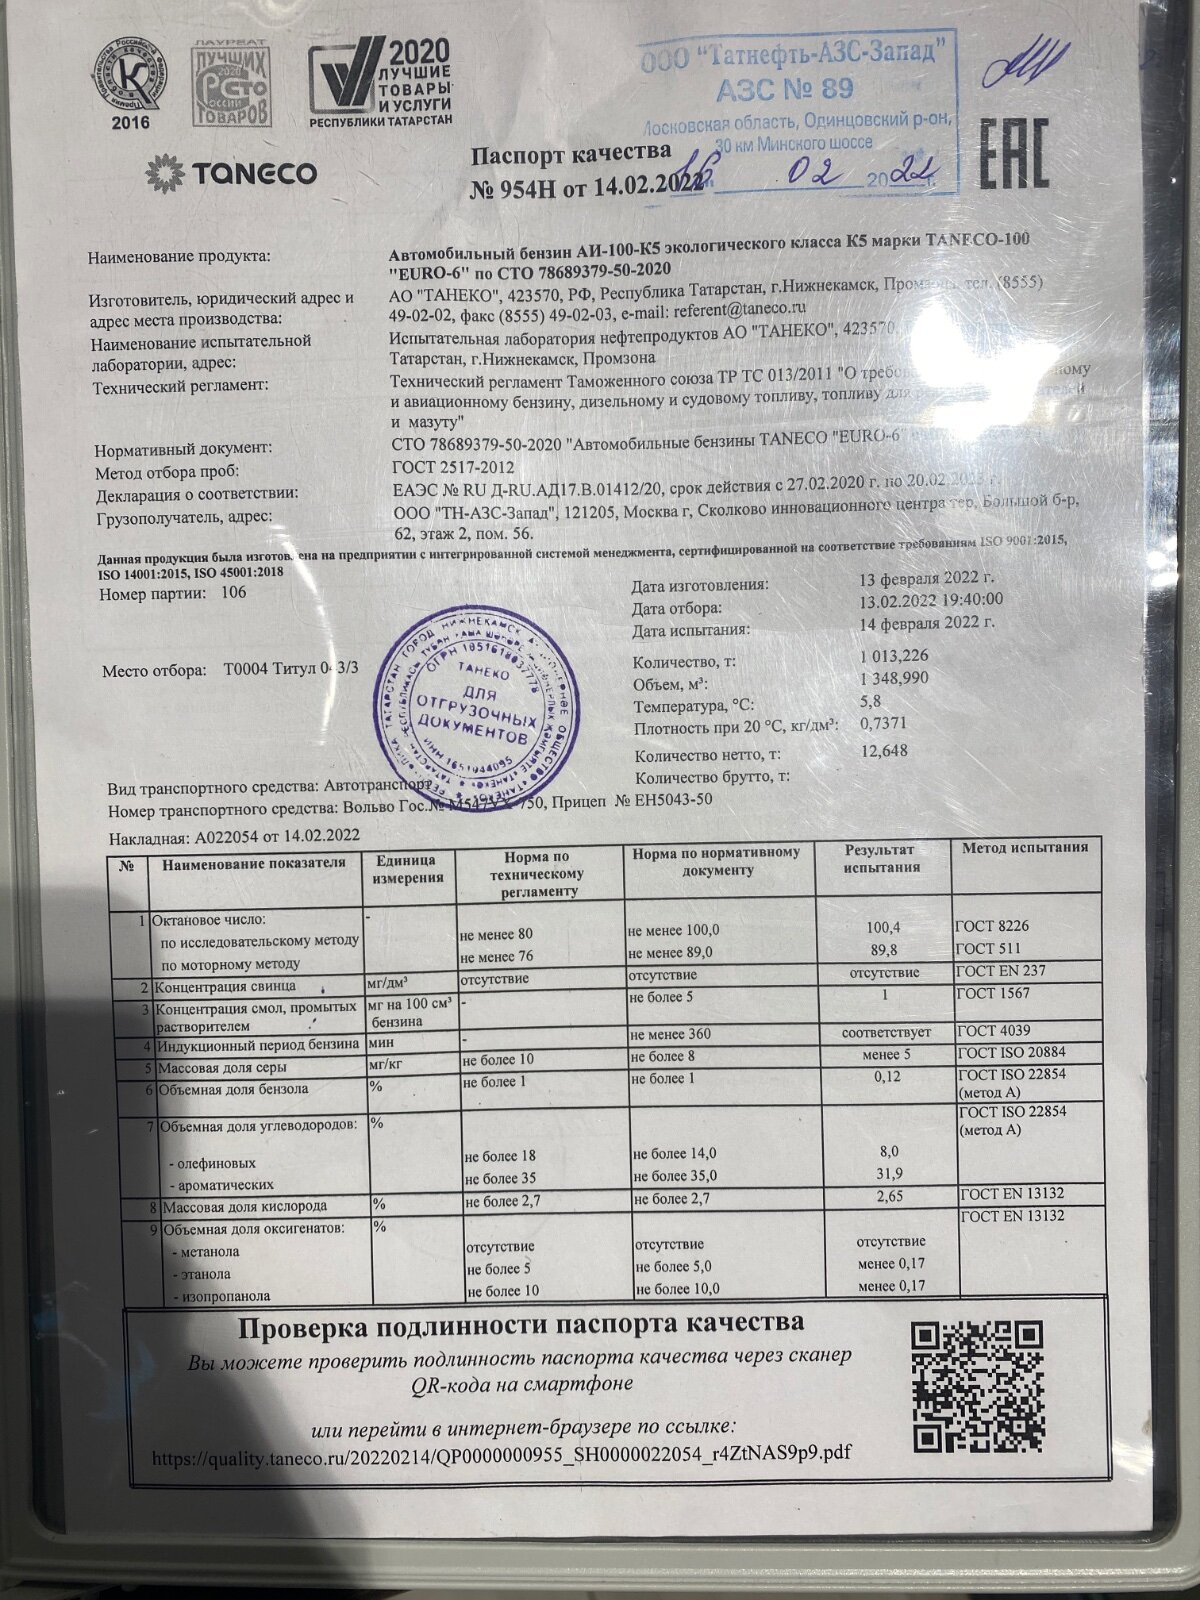 2016
ЛАУРЕАТ
ЛУЧШИХ
2020
СТО
РОССИИ
ТОВАРОВ
2020
ЛУЧШИЕ
ТОВАРЫ
И УСЛУГИ
РЕСПУБЛИКИ ТАТАРСТАН
ООО "Татнефть-АЗС-Запад"
АЗС № 89
Московская область, Одинцовский р-он,
30 км Минского шоссе
16 02 2022 г.
EAC
TANECO
Паспорт качества
№ 954Н от 14.02.2022
Наименование продукта: Автомобильный бензин АИ-100-К5 экологического класса К5 марки TANECO-100
"EURO-6" по СТО 78689379-50-2020
Изготовитель, юридический адрес и адрес места производства: АО "ТАНЕКО", 423570, РФ, Республика Татарстан, г.Нижнекамск, Промзона, тел. (8555)
49-02-02, факс (8555) 49-02-03, e-mail: referent@taneco.ru
Наименование испытательной лаборатории, адрес: Испытательная лаборатория нефтепродуктов АО "ТАНЕКО", 423570,
Татарстан, г.Нижнекамск, Промзона
Технический регламент: Технический регламент Таможенного союза ТР ТС 013/2011 "О
и авиационному бензину, дизельному и судовому топливу, топливу для
и мазуту"
Нормативный документ: СТО 78689379-50-2020 "Автомобильные бензины TANECO "EURO-6"
Метод отбора проб: ГОСТ 2517-2012
Декларация о соответствии: ЕАЭС № RU Д-RU.АД17.В.01412/20, срок действия с 27.02.2020 г. по
Грузополучатель, адрес: ООО "ТН-АЗС-Запад", 121205, Москва г, Сколково инновационного центра тер, Большой б-р,
62, этаж 2, пом. 56.
Данная продукция была изготовлена на предприятии с интегрированной системой менеджмента, сертифицированной на соответствие требованиям ISO 9001:2015,
ISO 14001:2015, ISO 45001:2018
Номер партии: 106
Дата изготовления: 13 февраля 2022 г.
Дата отбора: 13.02.2022 19:40:00
Дата испытания: 14 февраля 2022 г.
Место отбора: Т0004 Титул 043/3
Количество, т: 1 013,226
Объем, м³: 1 348,990
Температура, °С: 5,8
Плотность при 20 °С, кг/дм³: 0,7371
Количество нетто, т: 12,648
Количество брутто, т:
ТАНЕКО
ДЛЯ
ОТГРУЗОЧНЫХ
ДОКУМЕНТОВ
Вид транспортного средства: Автотранспорт
Номер транспортного средства: Вольво Гос.№ М547УХ-750, Прицеп № ЕН5043-50
Накладная: А022054 от 14.02.2022
№ Наименование показателя Единица измерения Норма по техническому регламенту Норма по нормативному документу Результат испытания Метод испытания
1 Октановое число: -
по исследовательскому методу не менее 80 не менее 100,0 100,4 ГОСТ 8226
по моторному методу не менее 76 не менее 89,0 89,8 ГОСТ 511
2 Концентрация свинца мг/дм³ отсутствие отсутствие отсутствие ГОСТ EN 237
3 Концентрация смол, промытых растворителем мг на 100 см³ бензина - не более 5 1 ГОСТ 1567
4 Индукционный период бензина мин - не менее 360 соответствует ГОСТ 4039
5 Массовая доля серы мг/кг не более 10 не более 8 менее 5 ГОСТ ISO 20884
6 Объемная доля бензола % не более 1 не более 1 0,12 ГОСТ ISO 22854 (метод А)
7 Объемная доля углеводородов: % ГОСТ ISO 22854 (метод А)
- олефиновых не более 18 не более 14,0 8,0
- ароматических не более 35 не более 35,0 31,9
8 Массовая доля кислорода % не более 2,7 не более 2,7 2,65 ГОСТ EN 13132
9 Объемная доля оксигенатов: % ГОСТ EN 13132
- метанола отсутствие отсутствие отсутствие
- этанола не более 5 не более 5,0 менее 0,17
- изопропанола не более 10 не более 10,0 менее 0,17
Проверка подлинности паспорта качества
Вы можете проверить подлинность паспорта качества через сканер
QR-кода на смартфоне
или перейти в интернет-браузере по ссылке:
https://quality.taneco.ru/20220214/QP0000000955_SH0000022054_r4ZtNAS9p9.pdf